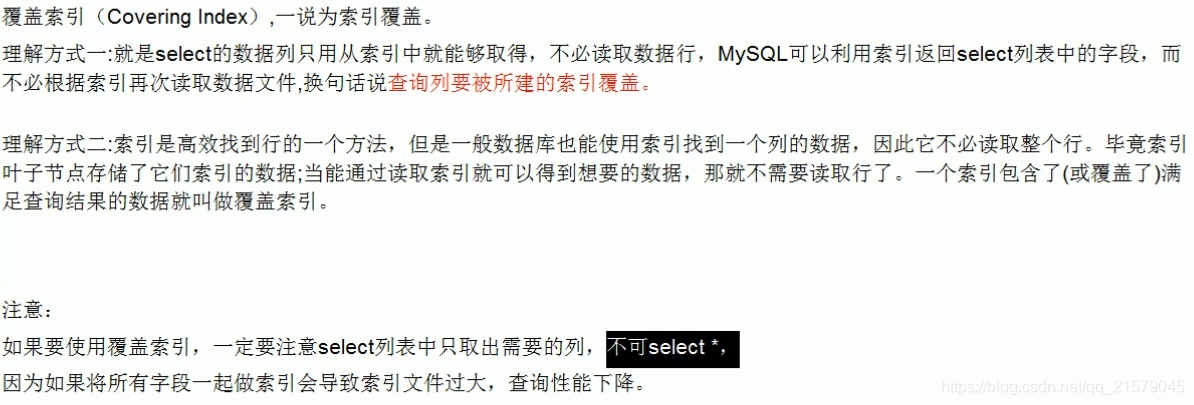 覆盖索引（Covering Index）,一说为索引覆盖。
理解方式一:就是select的数据列只用从索引中就能够取得，不必读取数据行，MySQL可以利用索引返回select列表中的字段，而
不必根据索引再次读取数据文件,换句话说查询列要被所建的索引覆盖。
理解方式二:索引是高效找到行的一个方法，但是一般数据库也能使用索引找到一个列的数据，因此它不必读取整个行。毕竟索引
叶子节点存储了它们索引的数据;当能通过读取索引就可以得到想要的数据，那就不需要读取行了。一个索引包含了(或覆盖了)满
足查询结果的数据就叫做覆盖索引。
注意：
如果要使用覆盖索引，一定要注意select列表中只取出需要的列，不可select *，
因为如果将所有字段一起做索引会导致索引文件过大，查询性能下降。
https://blog.csdn.net/qq_21579045